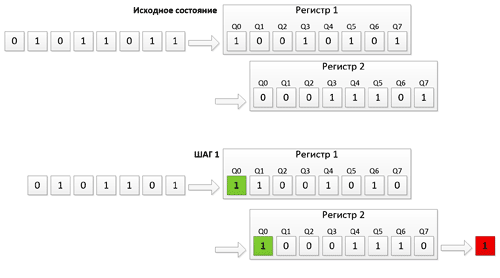 Исходное состояние Регистр 1
Q0 Q1 Q2 Q3 Q4 Q5 Q6 Q7
0 1 0 1 1 0 1 1 1 0 0 1 0 1 0 1
Регистр 2
Q0 Q1 Q2 Q3 Q4 Q5 Q6 Q7
0 0 0 1 1 1 0 1
ШАГ 1 Регистр 1
Q0 Q1 Q2 Q3 Q4 Q5 Q6 Q7
0 1 0 1 1 0 1 1 1 0 0 1 0 1 0
Регистр 2
Q0 Q1 Q2 Q3 Q4 Q5 Q6 Q7
1 0 0 0 1 1 1 0 1